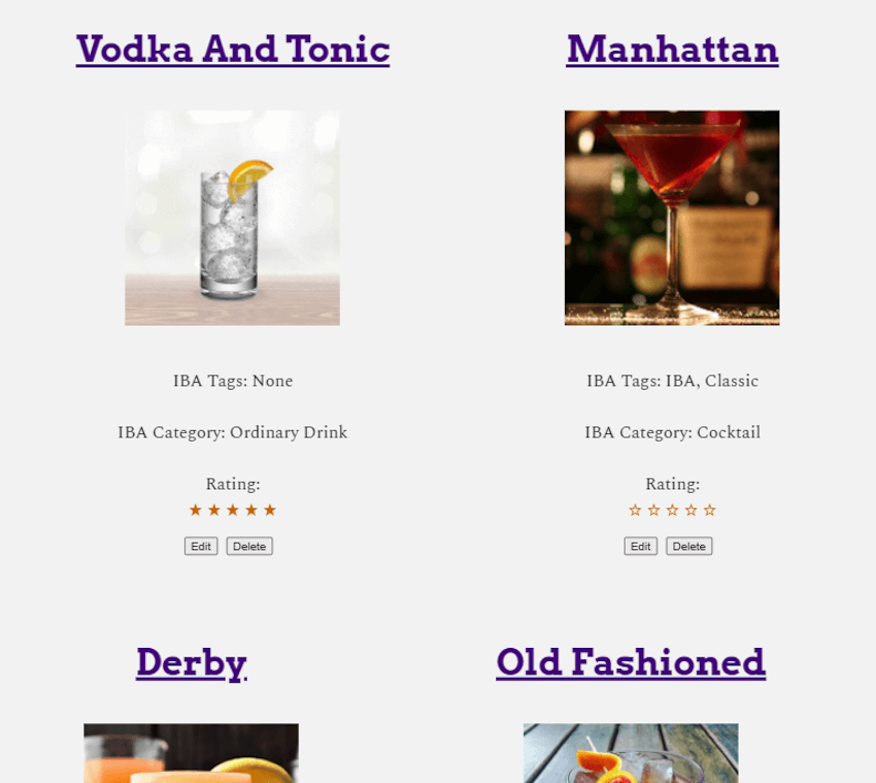 Vodka And Tonic
Manhattan
IBA Tags: None
IBA Tags: IBA, Classic
IBA Category: Ordinary Drink
IBA Category: Cocktail
Rating:
Rating:
★ ★ ★ ★ ★
☆ ☆ ☆ ☆ ☆
Edit Delete
Edit Delete
Derby
Old Fashioned